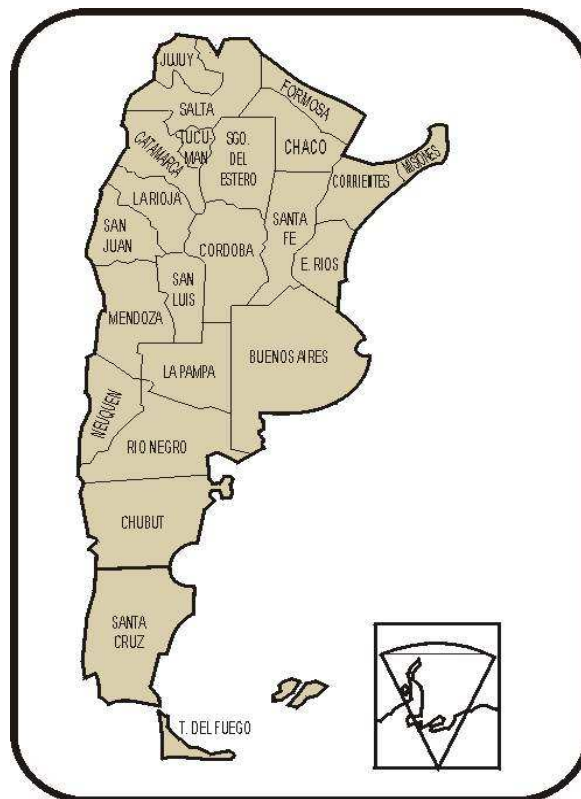 JUJUY
FORMOSA
SALTA
CATAMARCA
TUCU-
MAN
SGO.
DEL
ESTERO
CHACO
MISIONES
CORRIENTES
LA RIOJA
SANTA
FE
SAN
JUAN
CORDOBA
E. RIOS
SAN
LUIS
MENDOZA
BUENOS AIRES
LA PAMPA
NEUQUEN
RIO NEGRO
CHUBUT
SANTA
CRUZ
T. DEL FUEGO